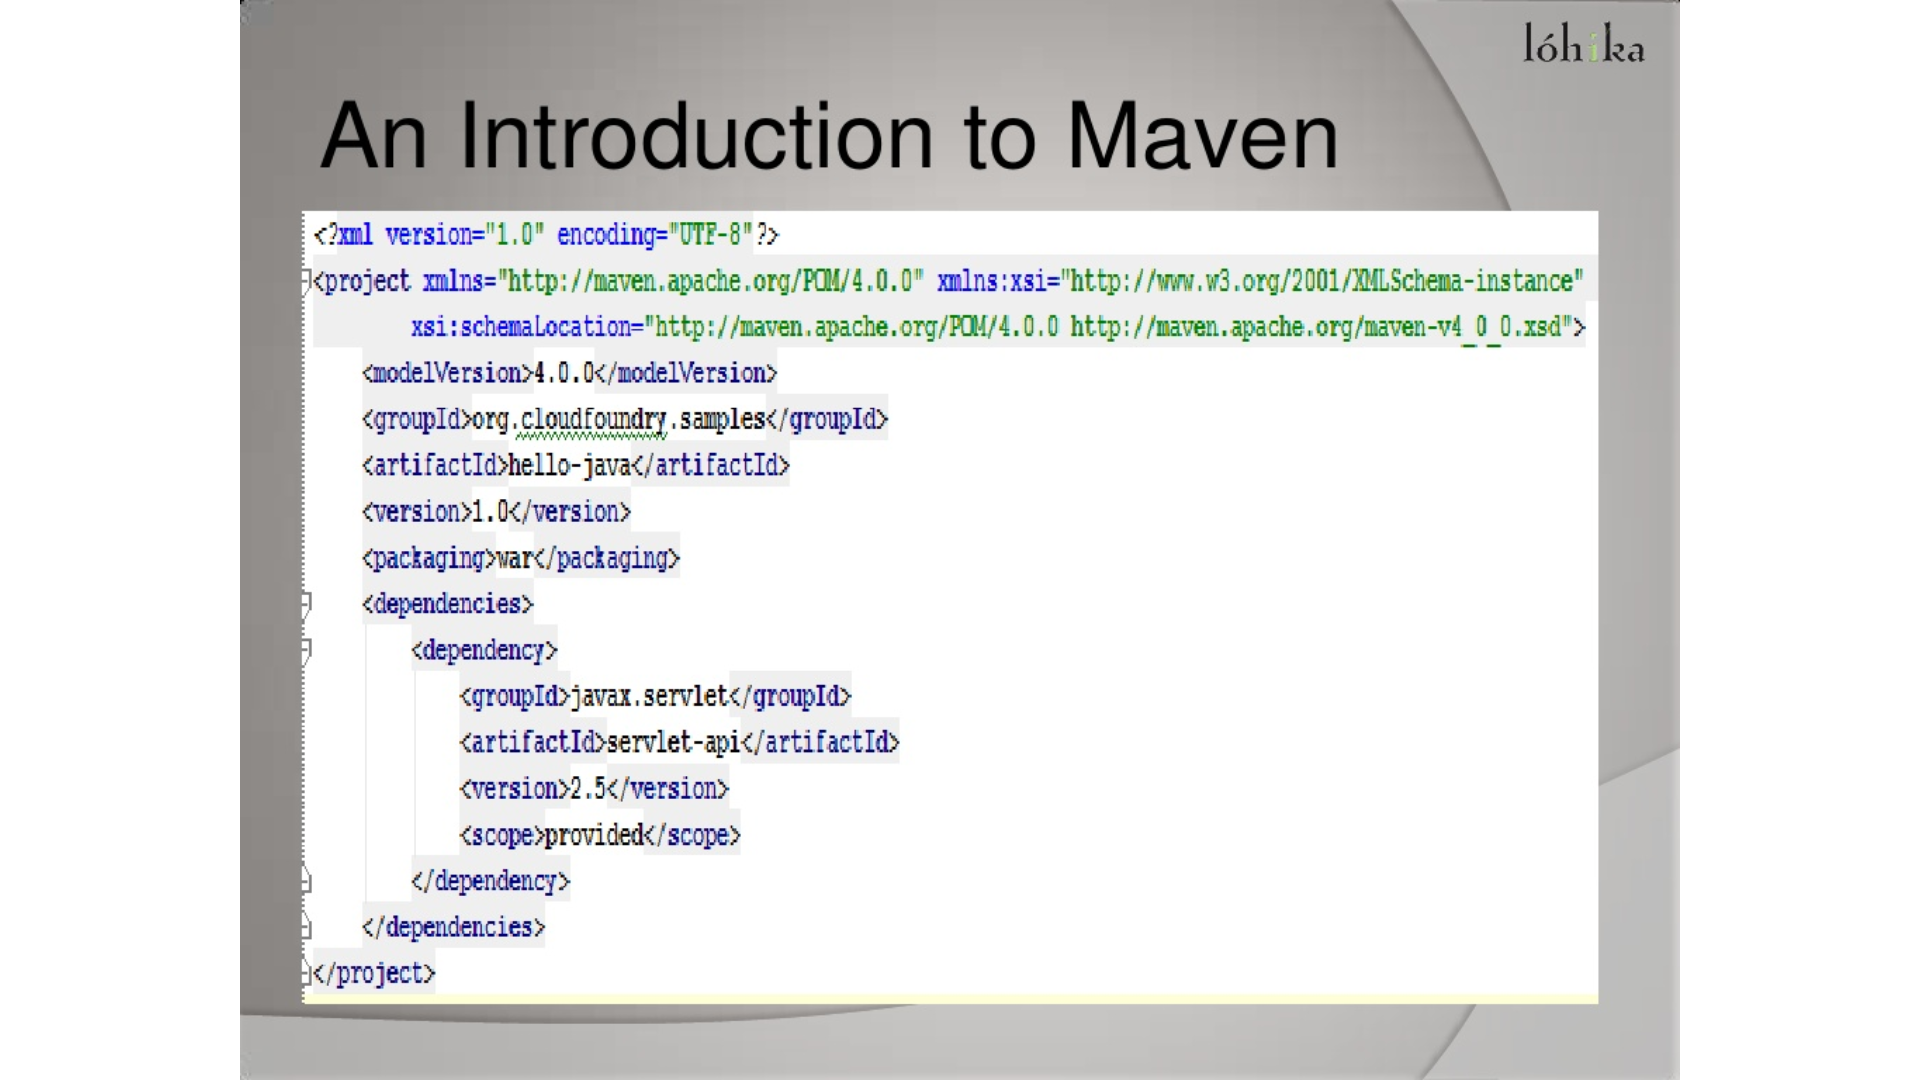 lóhika
An Introduction to Maven
<?xml version="1.0" encoding="UTF-8"?>
<project xmlns="http://maven.apache.org/POM/4.0.0" xmlns:xsi="http://www.w3.org/2001/XMLSchema-instance"
xsi:schemaLocation="http://maven.apache.org/POM/4.0.0 http://maven.apache.org/maven-v4_0_0.xsd">
<modelVersion>4.0.0</modelVersion>
<groupId>org.cloudfoundry.samples</groupId>
<artifactId>hello-java</artifactId>
<version>1.0</version>
<packaging>war</packaging>
<dependencies>
<dependency>
<groupId>javax.servlet</groupId>
<artifactId>servlet-api</artifactId>
<version>2.5</version>
<scope>provided</scope>
</dependency>
</dependencies>
</project>